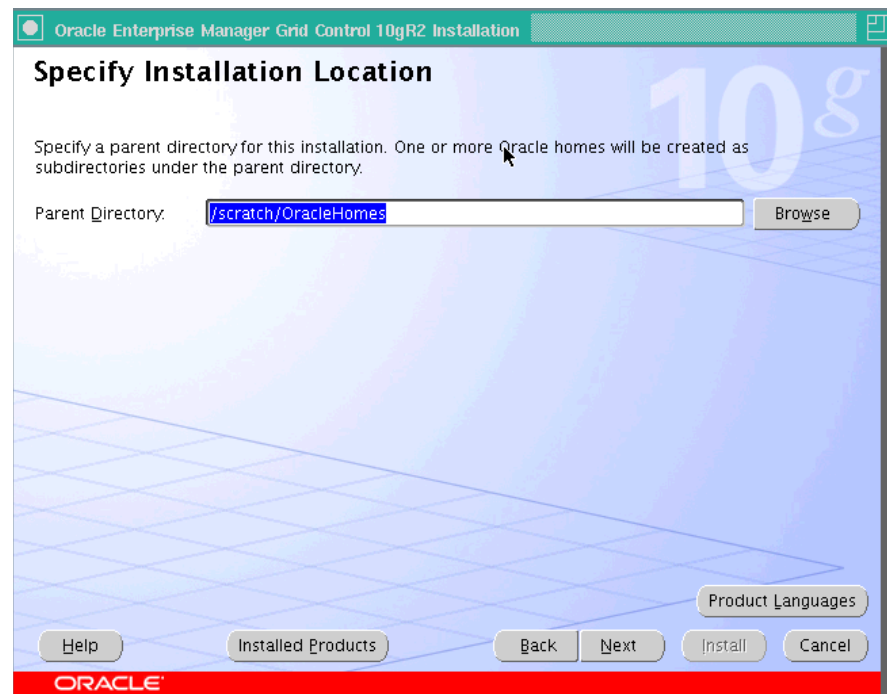 Oracle Enterprise Manager Grid Control 10gR2 Installation
Specify Installation Location
10g
Specify a parent directory for this installation. One or more Oracle homes will be created as
subdirectories under the parent directory.
Parent Directory: /scratch/OracleHomes Browse
Product Languages
Help Installed Products Back Next Install Cancel
ORACLE